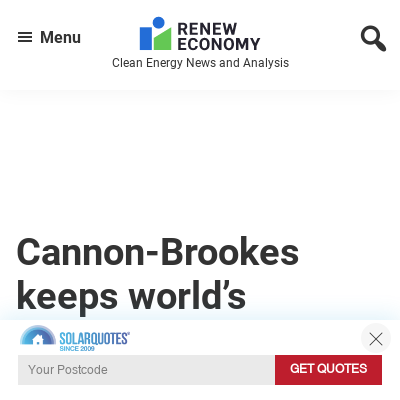 Menu
RENEW
ECONOMY
Clean Energy News and Analysis
Cannon-Brookes
keeps world’s
SOLARQUOTES®
SINCE 2009
Your Postcode
GET QUOTES